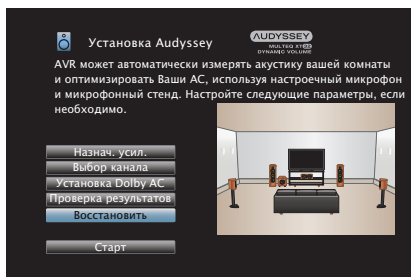 Установка Audyssey
AUDYSSEY
MULTEQ XT32
DYNAMIC VOLUME
AVR может автоматически измерять акустику вашей комнаты
и оптимизировать Ваши АС, используя настроечный микрофон
и микрофонный стенд. Настройте следующие параметры, если
необходимо.
Назнач. усил.
Выбор канала
Установка Dolby АС
Проверка результатов
Восстановить
Старт